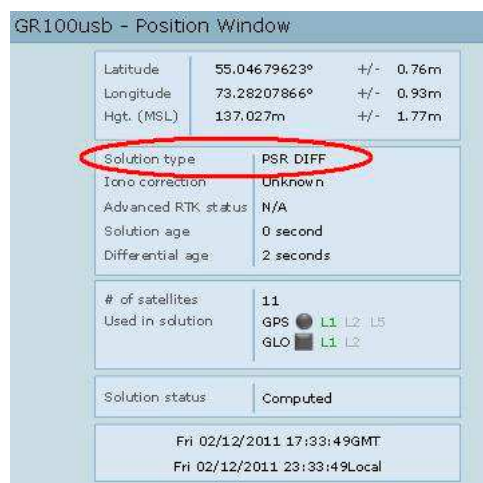 GR100usb - Position Window
Latitude 55.04679623° +/- 0.76m
Longitude 73.28207866° +/- 0.93m
Hgt. (MSL) 137.027m +/- 1.77m
Solution type PSR DIFF
Iono correction Unknown
Advanced RTK status N/A
Solution age 0 second
Differential age 2 seconds
# of satellites 11
Used in solution GPS L1 L2 L5
GLO L1 L2
Solution status Computed
Fri 02/12/2011 17:33:49GMT
Fri 02/12/2011 23:33:49Local